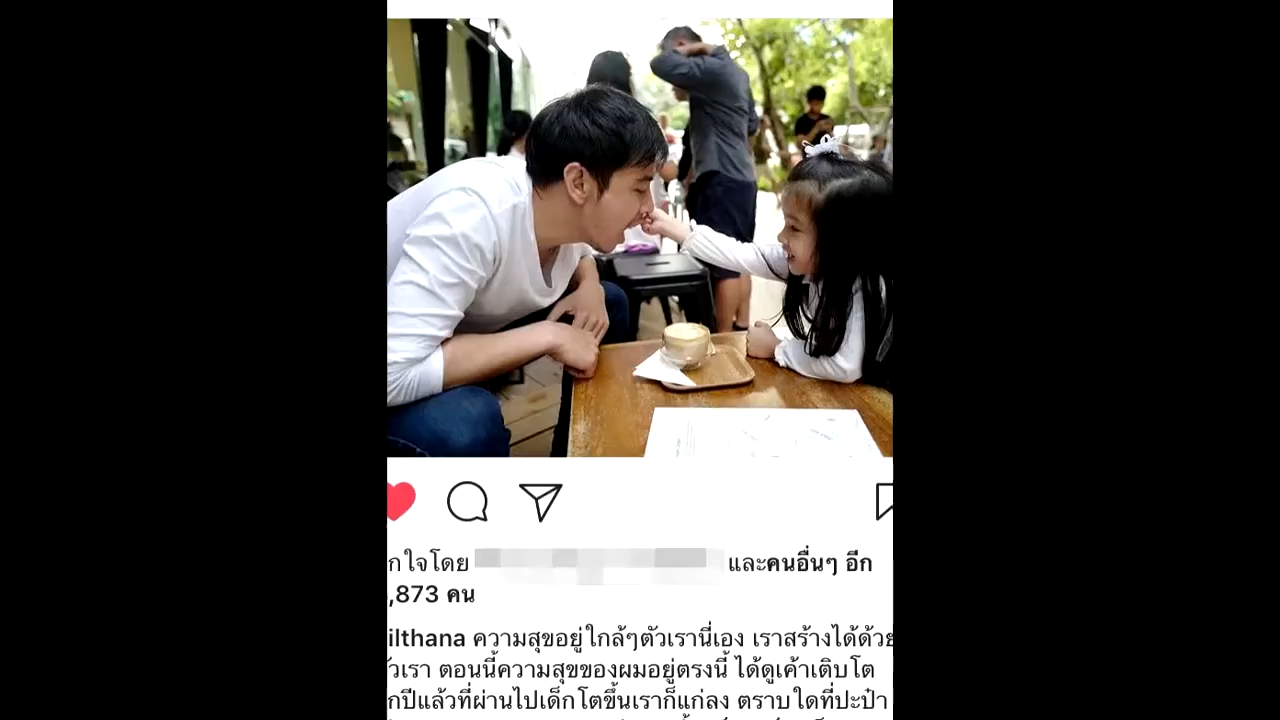 กใจโดย และคนอื่นๆ อีก
,873 คน
ilthana ความสุขอยู่ใกล้ๆตัวเรานี่เอง เราสร้างได้ด้วย
ัวเรา ตอนนี้ความสุขของผมอยู่ตรงนี้ ได้ดูเค้าเติบโต
กปีแล้วที่ผ่านไปเด็กโตขึ้นเราก็แก่ลง ตราบใดที่ปะป๋า